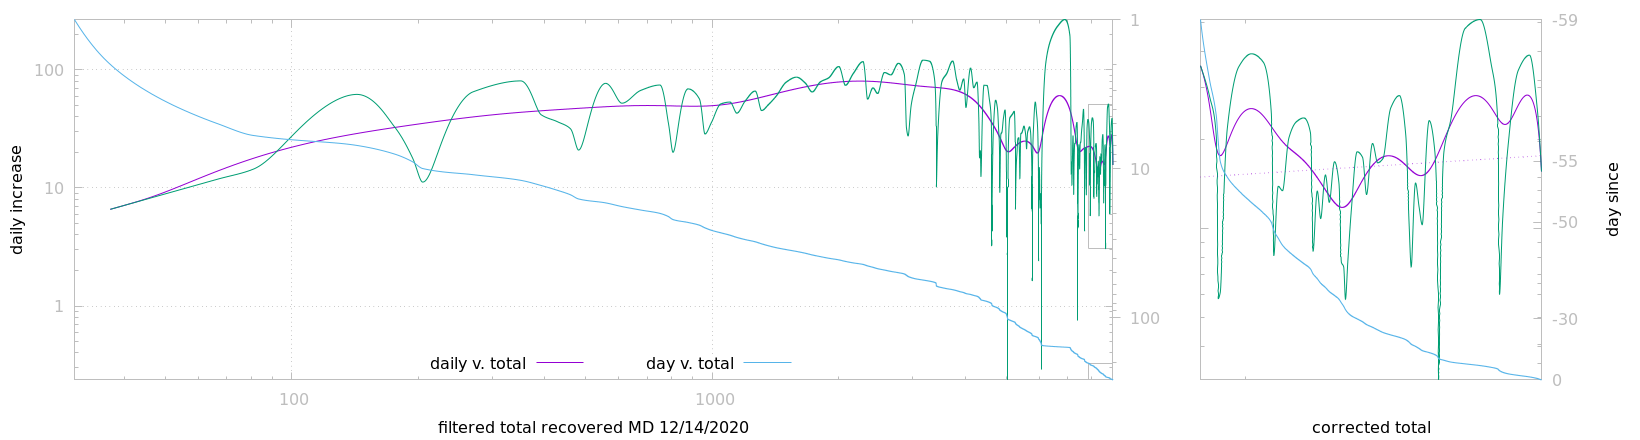 daily increase
100
10
1
100
1000
daily v. total
day v. total
filtered total recovered MD 12/14/2020
1
10
100
-59
-55
-50
-30
0
day since
corrected total